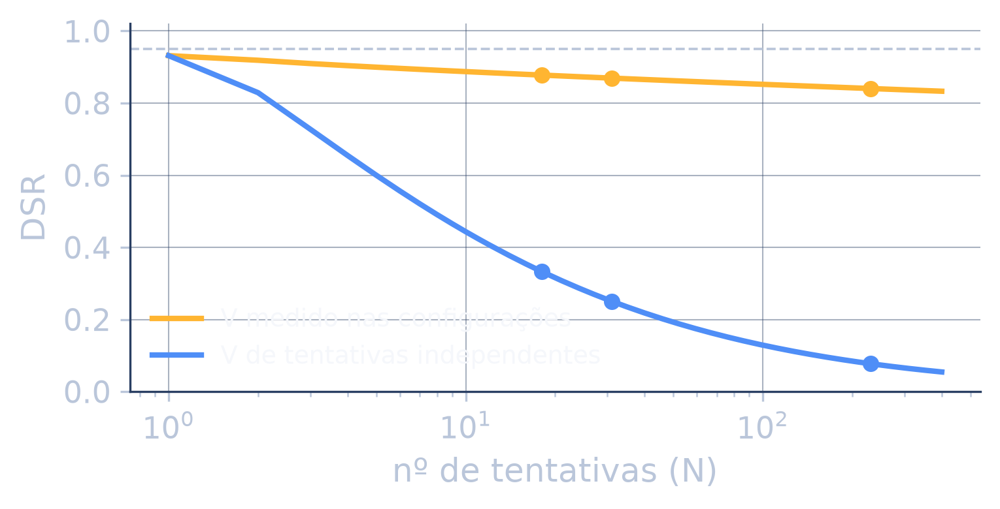 1.0
0.8
0.6
0.4
0.2
0.0
DSR
V medido nas configurações
V de tentativas independentes
10⁰
10¹
10²
nº de tentativas (N)